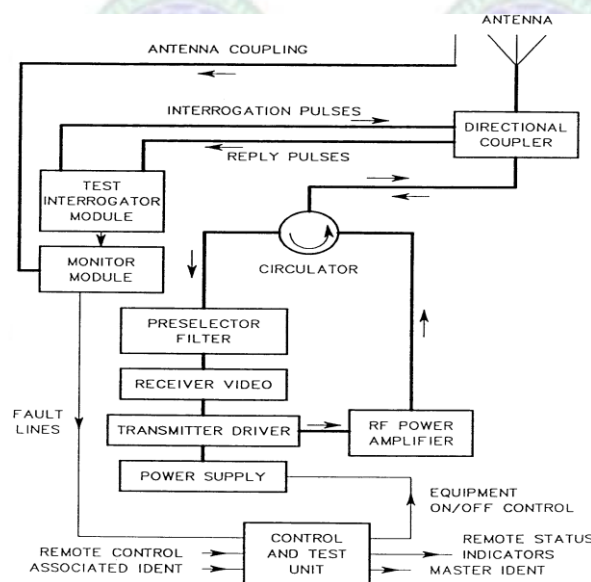 ANTENNA
ANTENNA COUPLING
INTERROGATION PULSES
DIRECTIONAL
COUPLER
REPLY PULSES
TEST
INTERROGATOR
MODULE
MONITOR
MODULE
CIRCULATOR
PRESELECTOR
FILTER
RECEIVER VIDEO
FAULT
LINES
TRANSMITTER DRIVER
RF POWER
AMPLIFIER
POWER SUPPLY
EQUIPMENT
ON/OFF CONTROL
REMOTE CONTROL
ASSOCIATED IDENT
CONTROL
AND TEST
UNIT
REMOTE STATUS
INDICATORS
MASTER IDENT